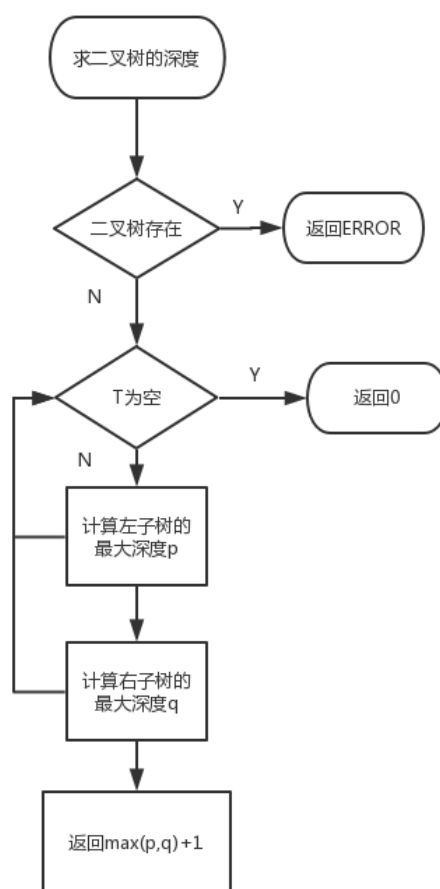 求二叉树的深度
二叉树存在
Y
返回ERROR
N
T为空
Y
返回0
N
计算左子树的
最大深度p
计算右子树的
最大深度q
返回max(p,q)+1